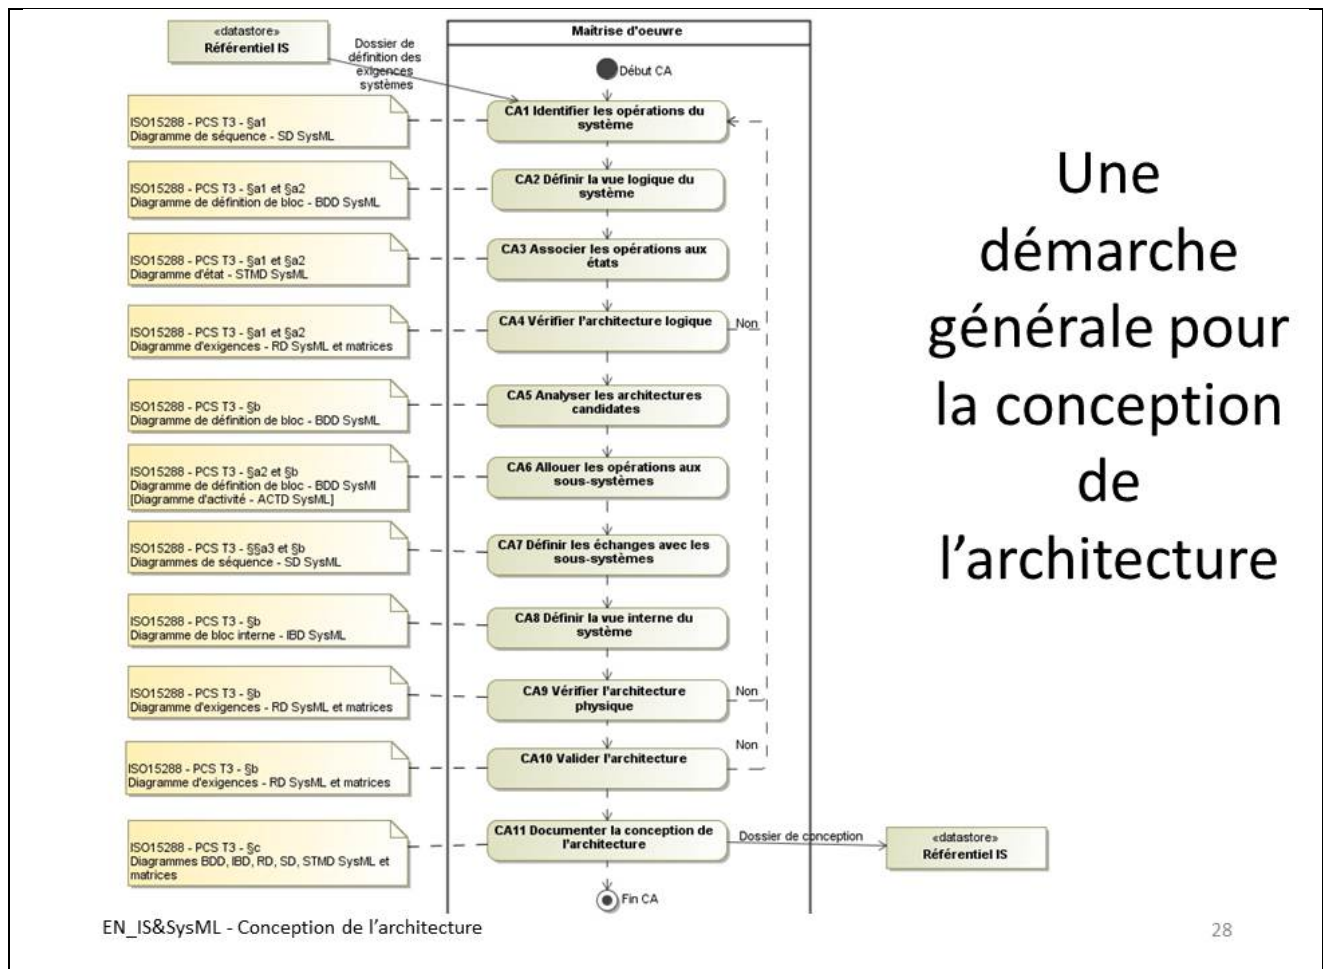 «datastore»
Référentiel IS
Dossier de
définition des
exigences
systèmes
Maîtrise d'oeuvre
Début CA
ISO15288 - PCS T3 - §a1
Diagramme de séquence - SD SysML
CA1 Identifier les opérations du
système
ISO15288 - PCS T3 - §a1 et §a2
Diagramme de définition de bloc - BDD SysML
CA2 Définir la vue logique du
système
ISO15288 - PCS T3 - §a1 et §a2
Diagramme d'état - STMD SysML
CA3 Associer les opérations aux
états
ISO15288 - PCS T3 - §a1 et §a2
Diagramme d'exigences - RD SysML et matrices
CA4 Vérifier l'architecture logique
Non
ISO15288 - PCS T3 - §b
Diagramme de définition de bloc - BDD SysML
CA5 Analyser les architectures
candidates
ISO15288 - PCS T3 - §a2 et §b
Diagramme de définition de bloc - BDD SysMl
[Diagramme d'activité - ACTD SysML]
CA6 Allouer les opérations aux
sous-systèmes
ISO15288 - PCS T3 - §§a3 et §b
Diagrammes de séquence - SD SysML
CA7 Définir les échanges avec les
sous-systèmes
ISO15288 - PCS T3 - §b
Diagramme de bloc interne - IBD SysML
CA8 Définir la vue interne du
système
ISO15288 - PCS T3 - §b
Diagramme d'exigences - RD SysML et matrices
CA9 Vérifier l'architecture
physique
Non
ISO15288 - PCS T3 - §b
Diagramme d'exigences - RD SysML et matrices
CA10 Valider l'architecture
Non
ISO15288 - PCS T3 - §c
Diagrammes BDD, IBD, RD, SD, STMD SysML et
matrices
CA11 Documenter la conception de
l'architecture
Dossier de conception
«datastore»
Référentiel IS
Fin CA
Une
démarche
générale pour
la conception
de
l’architecture
EN_IS&SysML - Conception de l’architecture
28